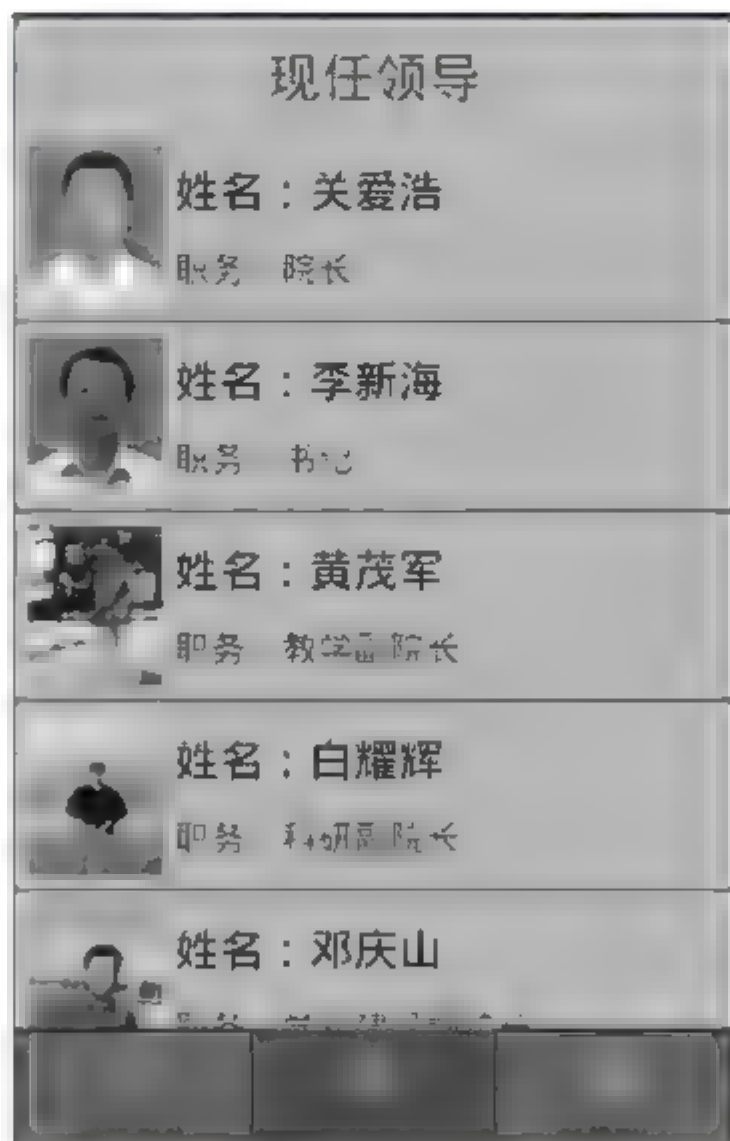 现任领导
姓名：关爱浩
职务 院长
姓名：李新海
职务 书记
姓名：黄茂军
职务 教学副院长
姓名：白耀辉
职务 科研副院长
姓名：邓庆山
职务